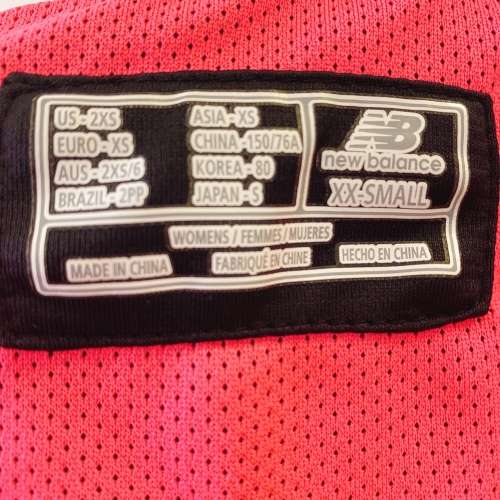 US - 2XS
EURO - XS
AUS - 2XS/6
BRAZIL - 2PP
ASIA - XS
CHINA - 150/76A
KOREA - 80
JAPAN - S
NB
new balance
XX-SMALL
WOMENS / FEMMES / MUJERES
MADE IN CHINA
FABRIQUÉ EN CHINE
HECHO EN CHINA